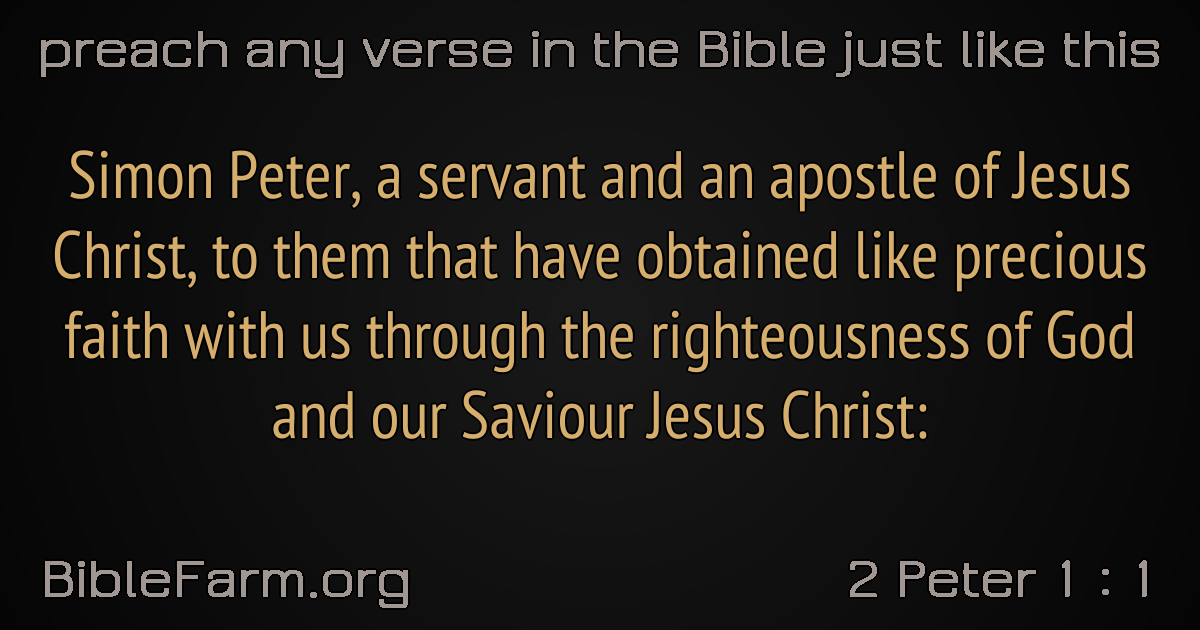 preach any verse in the Bible just like this
Simon Peter, a servant and an apostle of Jesus
Christ, to them that have obtained like precious
faith with us through the righteousness of God
and our Saviour Jesus Christ:
BibleFarm.org
2 Peter 1 : 1